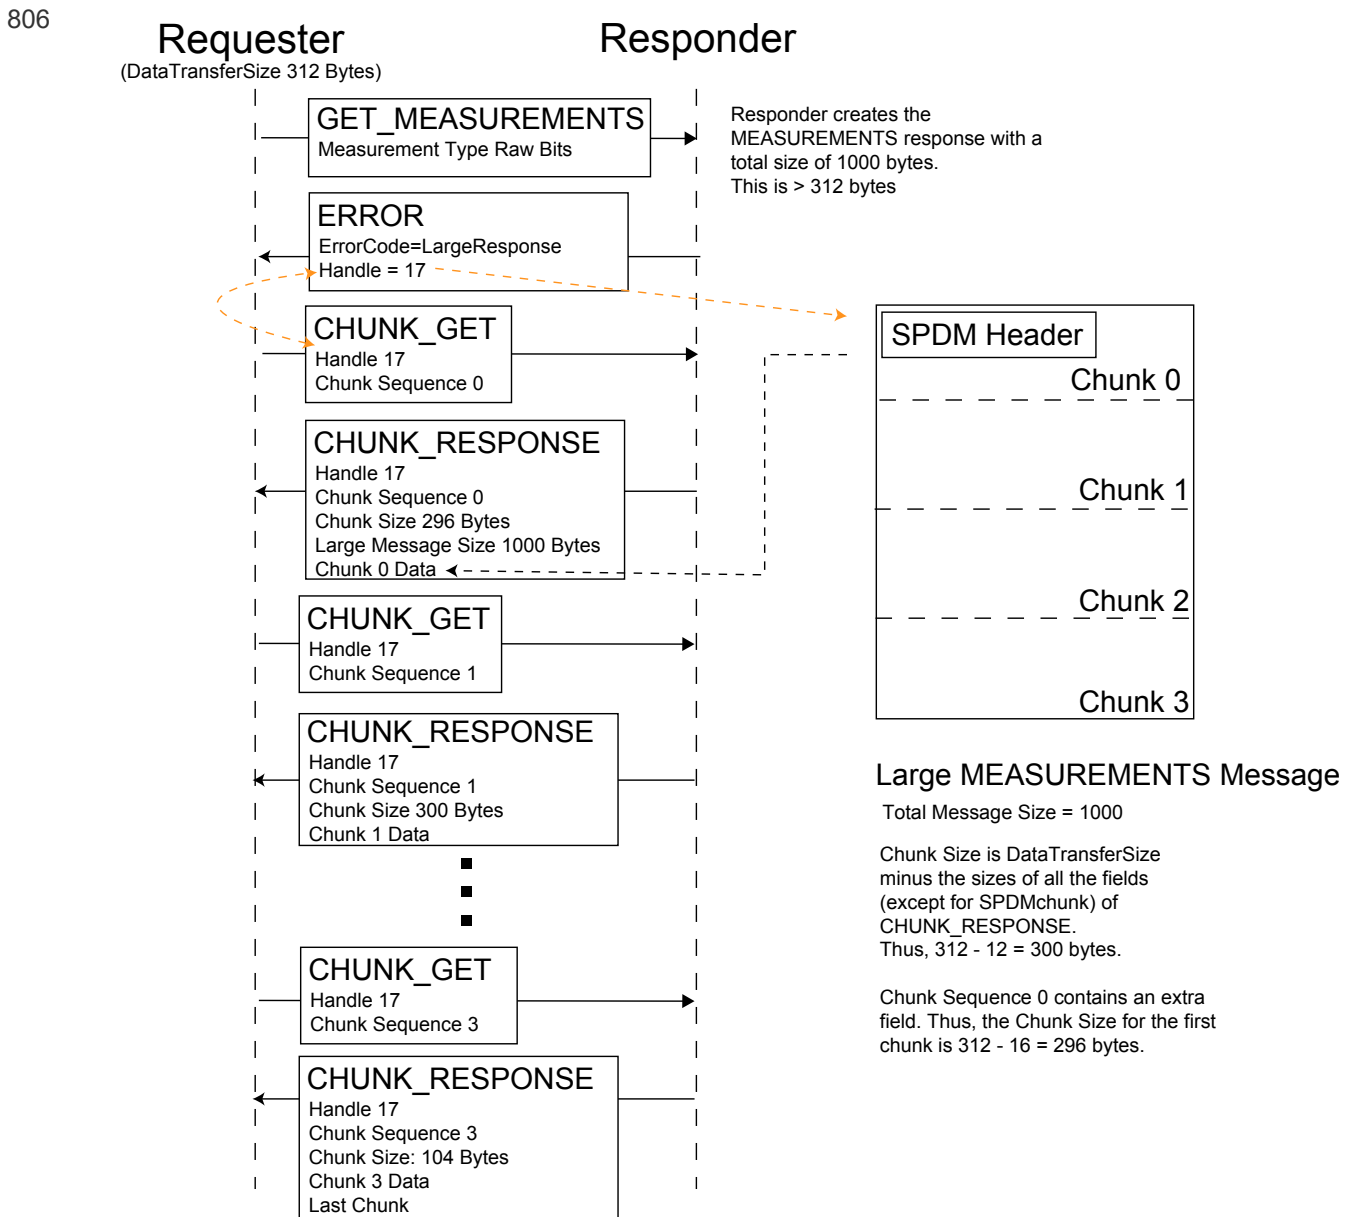 806
Requester
(DataTransferSize 312 Bytes)
Responder
GET_MEASUREMENTS
Measurement Type Raw Bits
Responder creates the
MEASUREMENTS response with a
total size of 1000 bytes.
This is > 312 bytes
ERROR
ErrorCode=LargeResponse
Handle = 17
CHUNK_GET
Handle 17
Chunk Sequence 0
CHUNK_RESPONSE
Handle 17
Chunk Sequence 0
Chunk Size 296 Bytes
Large Message Size 1000 Bytes
Chunk 0 Data
CHUNK_GET
Handle 17
Chunk Sequence 1
CHUNK_RESPONSE
Handle 17
Chunk Sequence 1
Chunk Size 300 Bytes
Chunk 1 Data
CHUNK_GET
Handle 17
Chunk Sequence 3
CHUNK_RESPONSE
Handle 17
Chunk Sequence 3
Chunk Size: 104 Bytes
Chunk 3 Data
Last Chunk
SPDM Header
Chunk 0
Chunk 1
Chunk 2
Chunk 3
Large MEASUREMENTS Message
Total Message Size = 1000
Chunk Size is DataTransferSize
minus the sizes of all the fields
(except for SPDMchunk) of
CHUNK_RESPONSE.
Thus, 312 - 12 = 300 bytes.
Chunk Sequence 0 contains an extra
field. Thus, the Chunk Size for the first
chunk is 312 - 16 = 296 bytes.